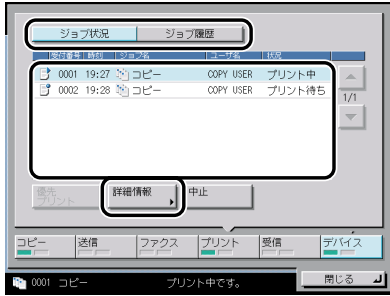 ジョブ状況 ジョブ履歴
受付番号 時刻 ジョブ名 ユーザ名 状況
0001 19:27 コピー COPY USER プリント中
0002 19:28 コピー COPY USER プリント待ち
1/1
優先プリント 詳細情報 中止
コピー 送信 ファクス プリント 受信 デバイス
0001 コピー プリント中です。 閉じる